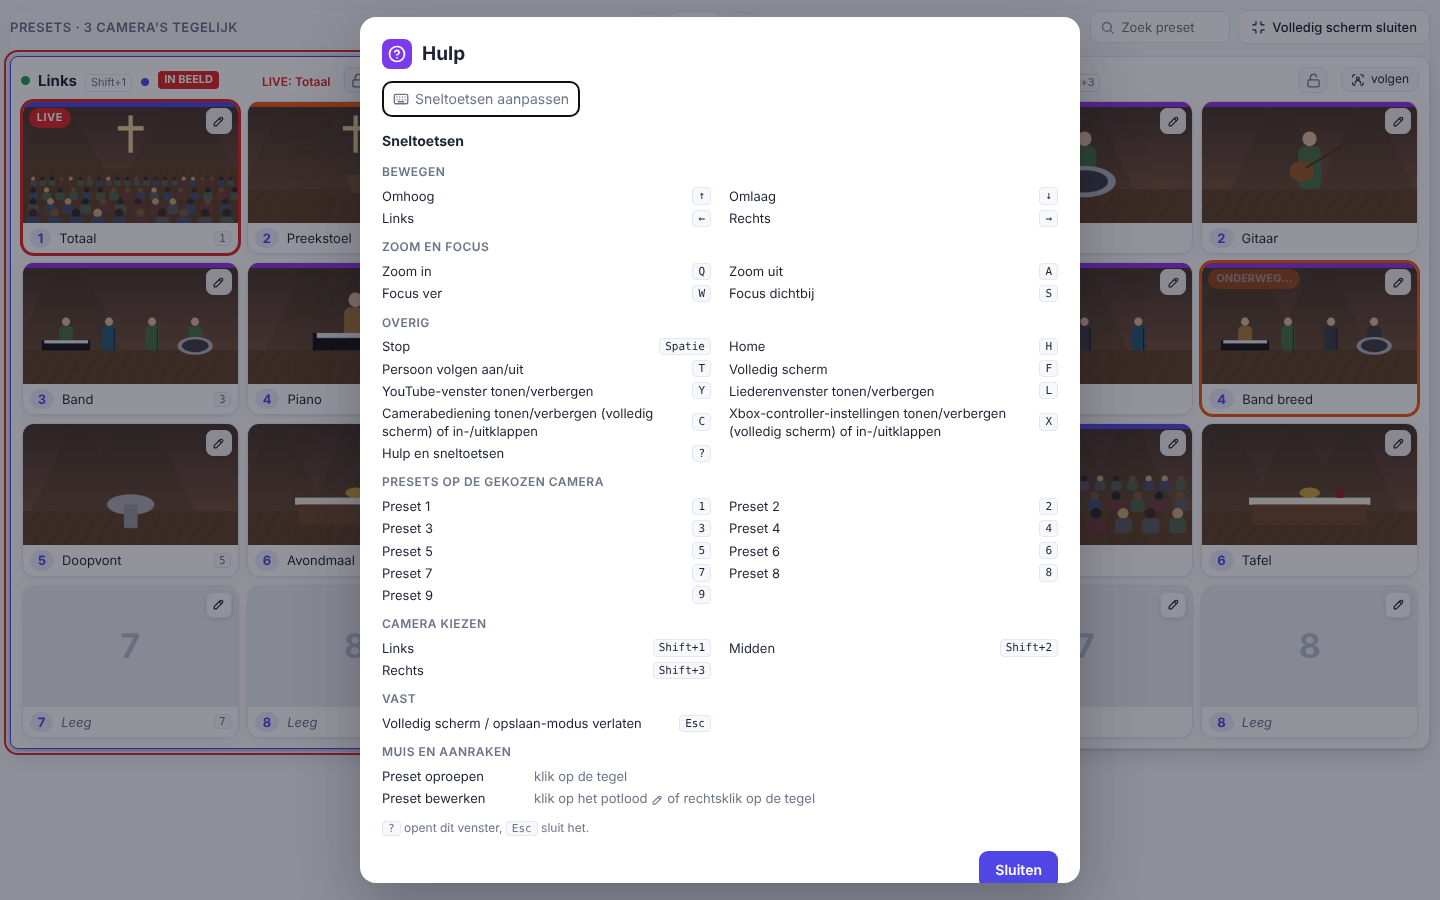 PRESETS · 3 CAMERA'S TEGELIJK
Zoek preset
Volledig scherm sluiten
Links
Shift+1
IN BEELD
LIVE: Totaal
+3
volgen
LIVE
1 Totaal 1
2 Preekstoel
2 Gitaar
3 Band 3
4 Piano
ONDERWEG...
4 Band breed
5 Doopvont 5
6 Avondmaal
6 Tafel
7
7 Leeg 7
8 Leeg
7
8
8 Leeg
Hulp
Sneltoetsen aanpassen
Sneltoetsen
BEWEGEN
Omhoog ↑
Omlaag ↓
Links ←
Rechts →
ZOOM EN FOCUS
Zoom in Q
Zoom uit A
Focus ver W
Focus dichtbij S
OVERIG
Stop Spatie
Home H
Persoon volgen aan/uit T
Volledig scherm F
YouTube-venster tonen/verbergen Y
Liederenvenster tonen/verbergen L
Camerabediening tonen/verbergen (volledig
scherm) of in-/uitklappen C
Xbox-controller-instellingen tonen/verbergen
(volledig scherm) of in-/uitklappen X
Hulp en sneltoetsen ?
PRESETS OP DE GEKOZEN CAMERA
Preset 1 1
Preset 2 2
Preset 3 3
Preset 4 4
Preset 5 5
Preset 6 6
Preset 7 7
Preset 8 8
Preset 9 9
CAMERA KIEZEN
Links Shift+1
Midden Shift+2
Rechts Shift+3
VAST
Volledig scherm / opslaan-modus verlaten Esc
MUIS EN AANRAKEN
Preset oproepen klik op de tegel
Preset bewerken klik op het potlood of rechtsklik op de tegel
? opent dit venster, Esc sluit het.
Sluiten